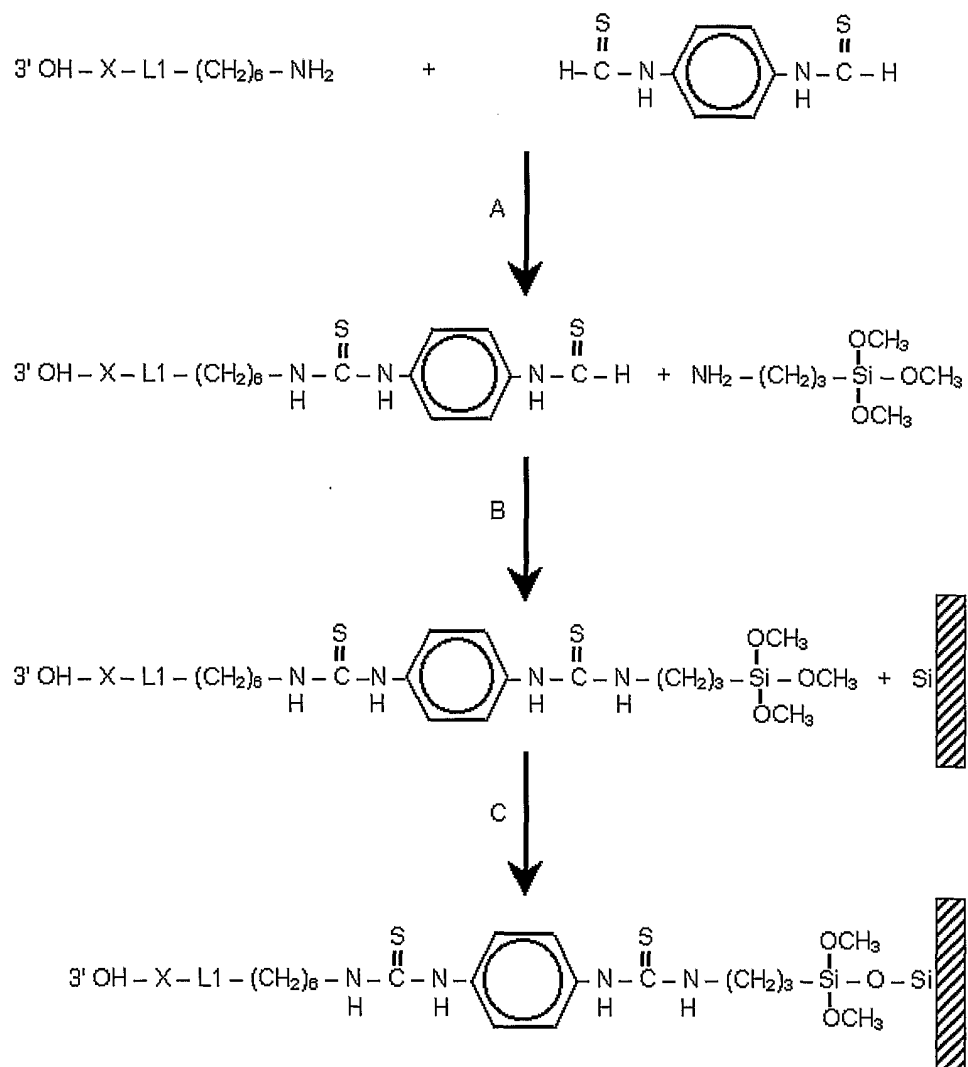 S S
3' OH – X – L1 – (CH₂)₆ – NH₂ + H – C – N – N – C – H
H H
A
S S OCH₃
3' OH – X – L1 – (CH₂)₆ – N – C – N – N – C – H + NH₂ – (CH₂)₃ – Si – OCH₃
H H H OCH₃
B
S S OCH₃
3' OH – X – L1 – (CH₂)₆ – N – C – N – N – C – N – (CH₂)₃ – Si – OCH₃ + Si
H H H H OCH₃
C
S S OCH₃
3' OH – X – L1 – (CH₂)₆ – N – C – N – N – C – N – (CH₂)₃ – Si – O – Si
H H H H OCH₃